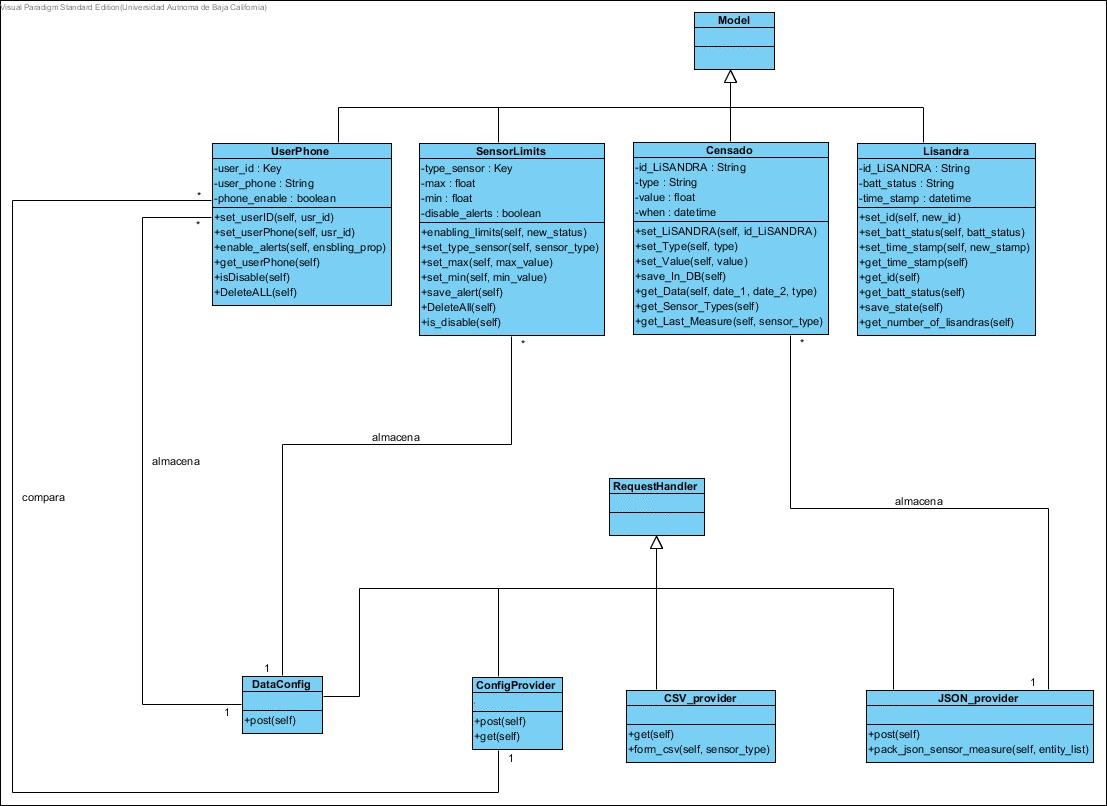 Visual Paradigm Standard Edition(Universidad Autnoma de Baja California)
Model
UserPhone
-user_id : Key
-user_phone : String
-phone_enable : boolean
+set_userID(self, usr_id)
+set_userPhone(self, usr_id)
+enable_alerts(self, ensbling_prop)
+get_userPhone(self)
+isDisable(self)
+DeleteALL(self)
SensorLimits
-type_sensor : Key
-max : float
-min : float
-disable_alerts : boolean
+enabling_limits(self, new_status)
+set_type_sensor(self, sensor_type)
+set_max(self, max_value)
+set_min(self, min_value)
+save_alert(self)
+DeleteAll(self)
+is_disable(self)
Censado
-id_LiSANDRA : String
-type : String
-value : float
-when : datetime
+set_LiSANDRA(self, id_LiSANDRA)
+set_Type(self, type)
+set_Value(self, value)
+save_In_DB(self)
+get_Data(self, date_1, date_2, type)
+get_Sensor_Types(self)
+get_Last_Measure(self, sensor_type)
Lisandra
-id_LiSANDRA : String
-batt_status : String
-time_stamp : datetime
+set_id(self, new_id)
+set_batt_status(self, batt_status)
+set_time_stamp(self, new_stamp)
+get_time_stamp(self)
+get_id(self)
+get_batt_status(self)
+save_state(self)
+get_number_of_lisandras(self)
*
*
*
*
almacena
almacena
compara
almacena
RequestHandler
1
1
1
1
DataConfig
+post(self)
ConfigProvider
+post(self)
+get(self)
CSV_provider
+get(self)
+form_csv(self, sensor_type)
JSON_provider
+post(self)
+pack_json_sensor_measure(self, entity_list)